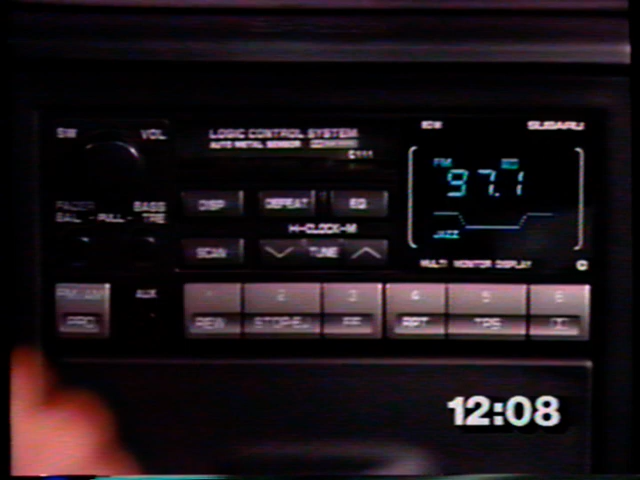 SW VOL
LOGIC CONTROL SYSTEM
AUTO METAL SENSOR
C111
SUBARU
FM
97.1
JAZZ
FADER BASS
BAL - PULL - TRE
DISP DEFEAT EQ
H-CLOCK-M
SCAN TUNE
MULTI MONITOR DISPLAY
FM/AM AUX 1 2 3 4 5 6
PRG REW STOP/EJ FF RPT TPS
12:08